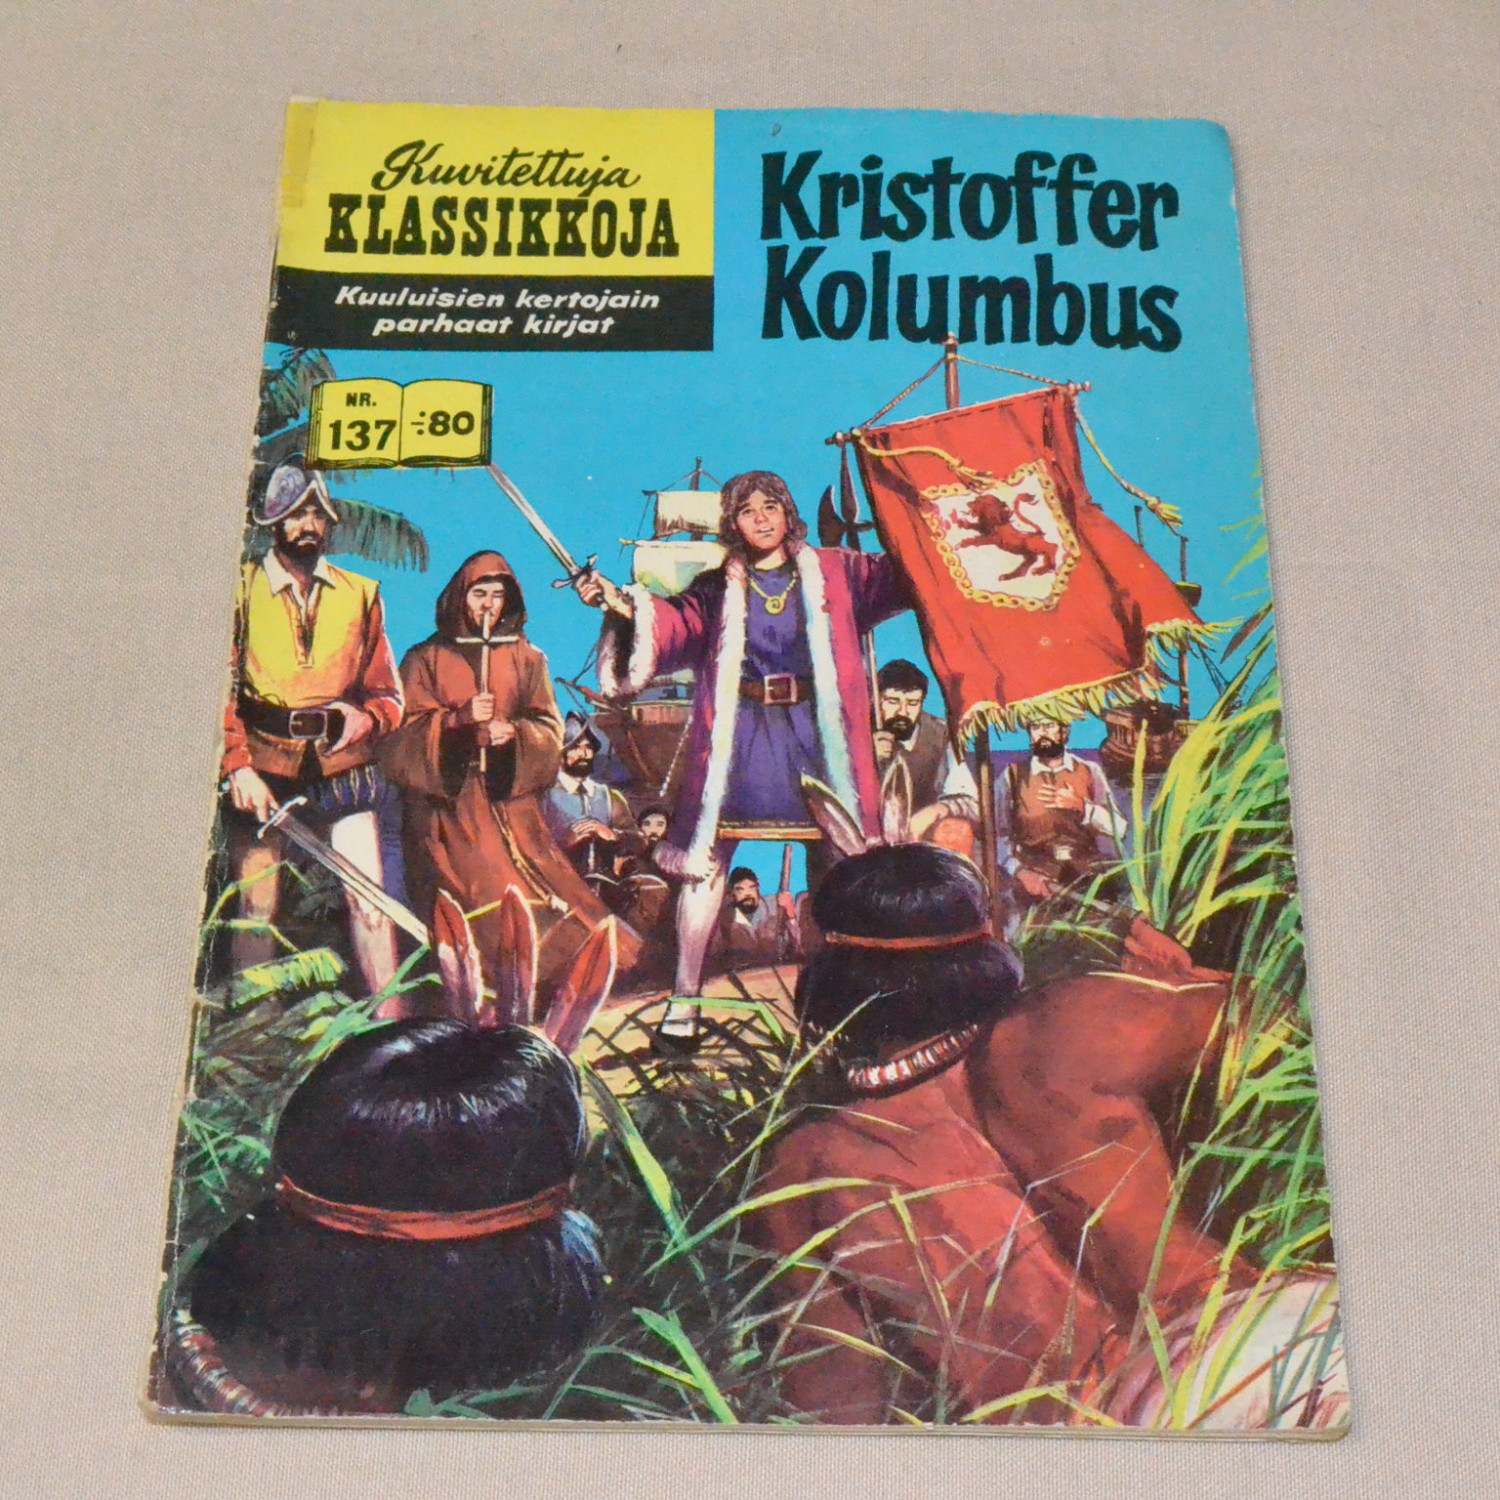 Kuvitettuja
KLASSIKKOJA
Kuuluisien kertojain
parhaat kirjat
Kristoffer
Kolumbus
NR.
137
-:80